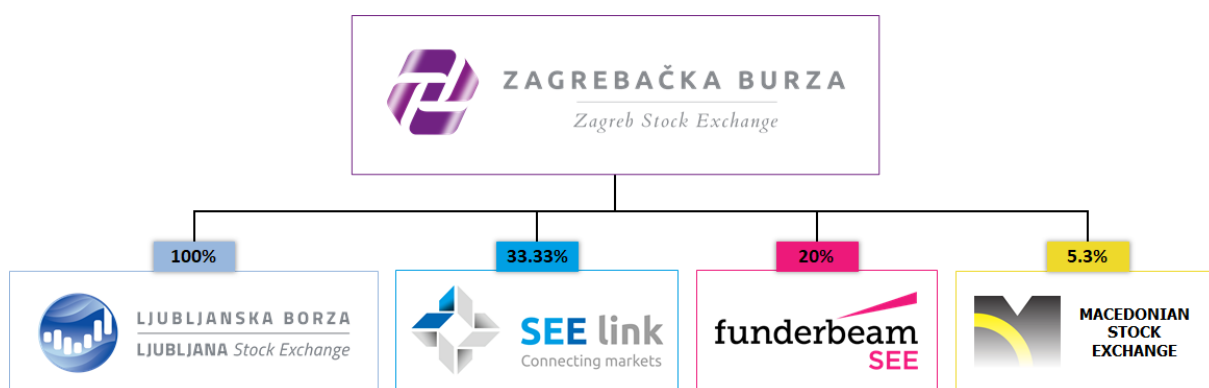 ZAGREBAČKA BURZA
Zagreb Stock Exchange
100%
33.33%
20%
5.3%
LJUBLJANSKA BORZA
LJUBLJANA Stock Exchange
SEE link
Connecting markets
funderbeam
SEE
MACEDONIAN
STOCK
EXCHANGE